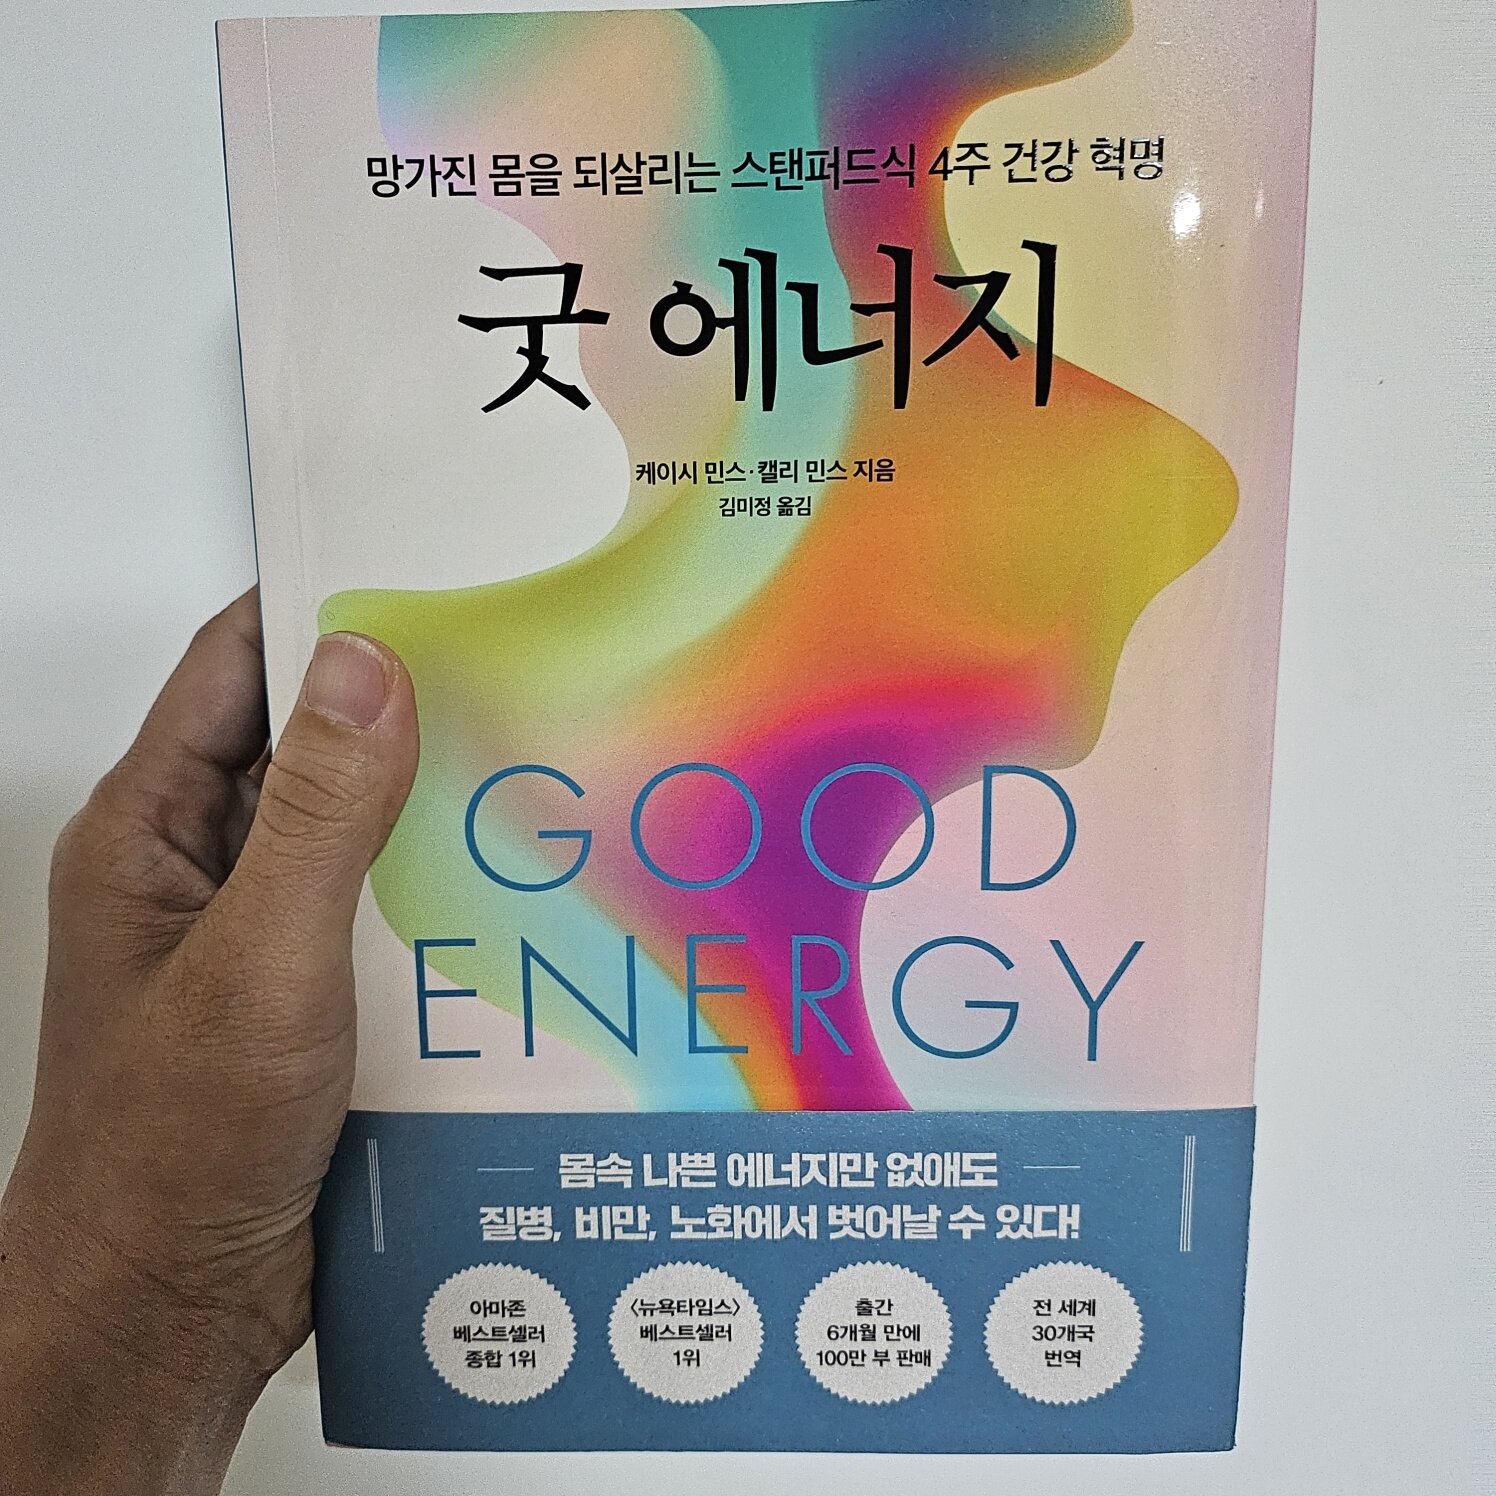 망가진 몸을 되살리는 스탠퍼드식 4주 건강 혁명
굿 에너지
케이시 민스·캘리 민스 지음
김미정 옮김
GOOD
ENERGY
몸속 나쁜 에너지만 없애도
질병, 비만, 노화에서 벗어날 수 있다!
아마존
베스트셀러
종합 1위
〈뉴욕타임스〉
베스트셀러
1위
출간
6개월 만에
100만 부 판매
전 세계
30개국
번역